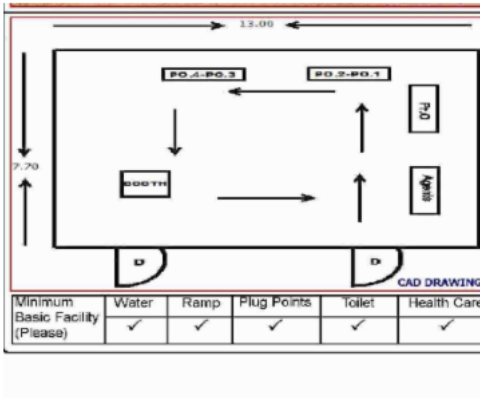 13.00
PO.4-PO.3
PO.2-PO.1
PrO
7.70
BOOTH
Agents
D
D
CAD DRAWING
Minimum Basic Facility (Please)
Water
Ramp
Plug Points
Toilet
Health Care
✓ ✓ ✓ ✓ ✓